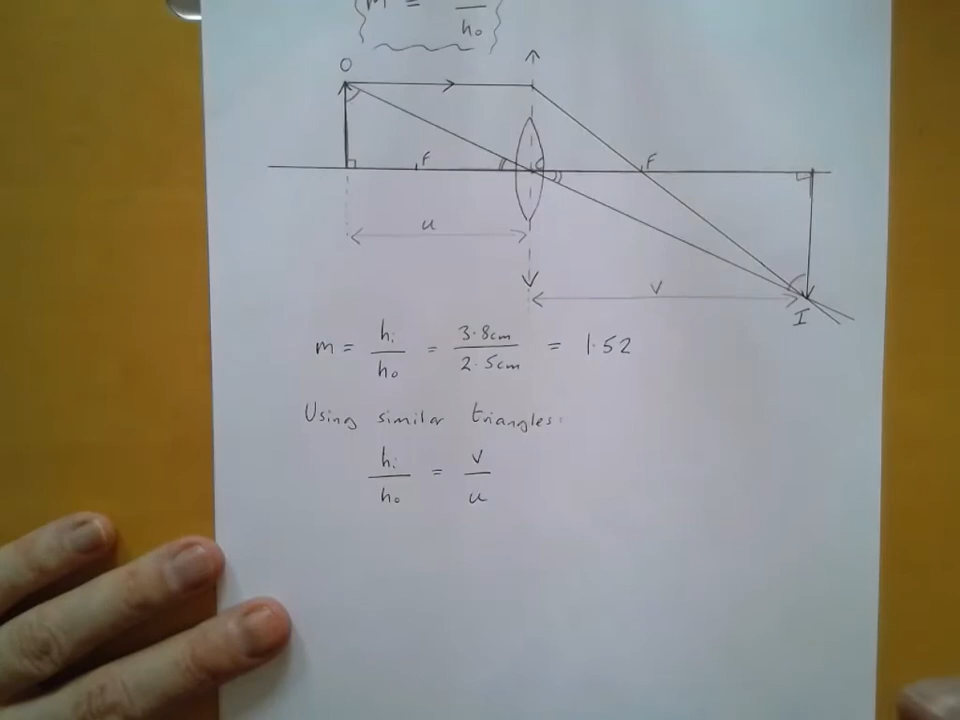 m = — h₀
O
F
F
u
v
I
m = hᵢ/h₀ = 3.8cm/2.5cm = 1.52
Using similar triangles:
hᵢ/h₀ = v/u